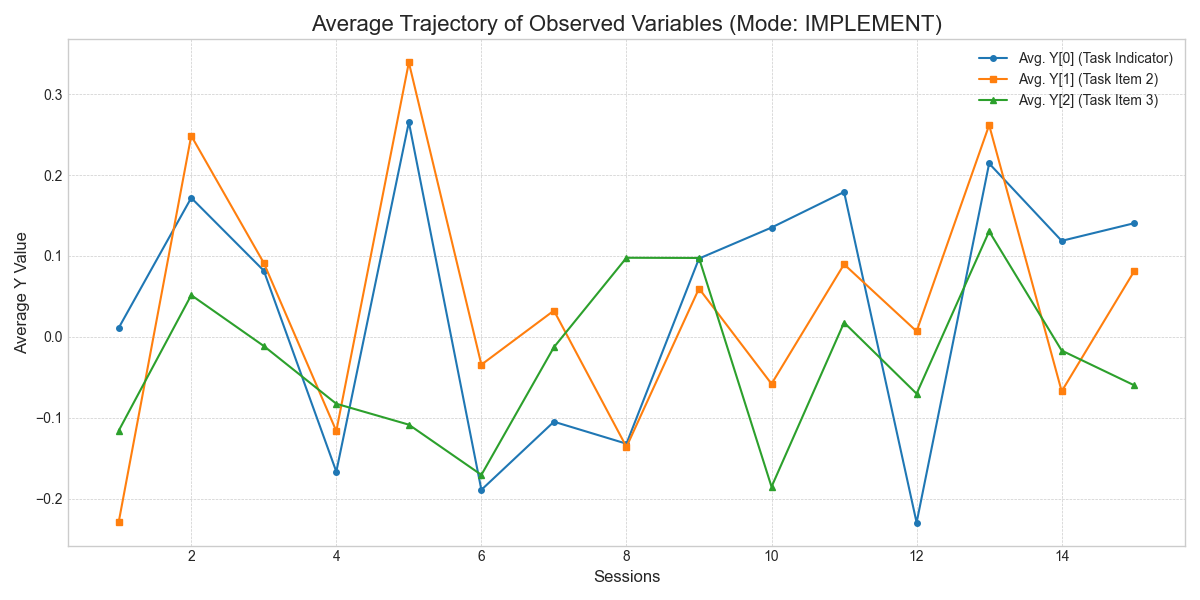 Average Trajectory of Observed Variables (Mode: IMPLEMENT)
Avg. Y[0] (Task Indicator)
Avg. Y[1] (Task Item 2)
Avg. Y[2] (Task Item 3)
Average Y Value
0.3
0.2
0.1
0.0
−0.1
−0.2
2 4 6 8 10 12 14
Sessions